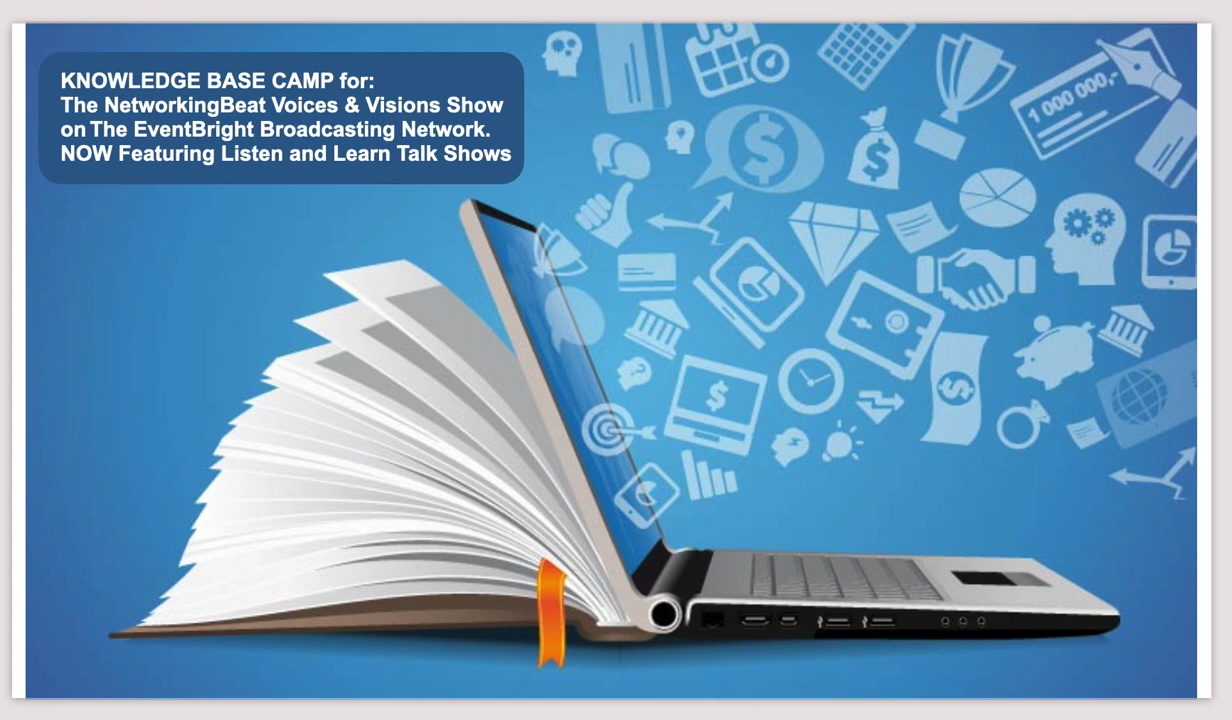 KNOWLEDGE BASE CAMP for:
The NetworkingBeat Voices & Visions Show
on The EventBright Broadcasting Network.
NOW Featuring Listen and Learn Talk Shows
1 000 000,-
$
$
$
$